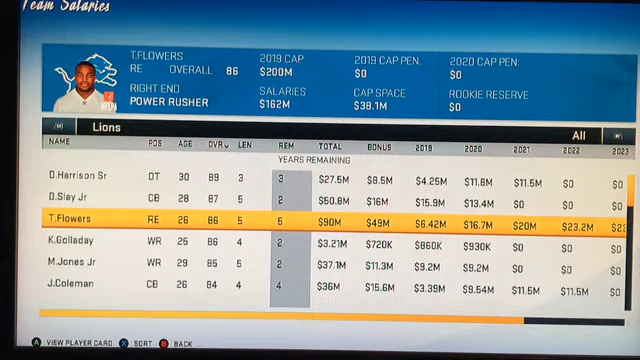 Team Salaries
T.FLOWERS
RE OVERALL 86
RIGHT END
POWER RUSHER
2019 CAP
$200M
SALARIES
$162M
2019 CAP PEN.
$0
CAP SPACE
$38.1M
2020 CAP PEN.
$0
ROOKIE RESERVE
$0
Lions All
NAME POS AGE OVR LEN REM TOTAL BONUS 2019 2020 2021 2022 2023
YEARS REMAINING
D.Harrison Sr DT 30 89 3 3 $27.5M $8.5M $4.25M $11.8M $11.5M $0 $0
D.Slay Jr CB 28 87 5 2 $50.8M $16M $15.9M $13.4M $0 $0 $0
T.Flowers RE 26 86 5 5 $90M $49M $6.42M $16.7M $20M $23.2M $23
K.Golladay WR 25 86 4 2 $3.21M $720K $860K $930K $0 $0 $0
M.Jones Jr WR 29 85 5 2 $37.1M $11.3M $9.2M $9.2M $0 $0 $0
J.Coleman CB 26 84 4 4 $36M $15.6M $3.39M $9.54M $11.5M $11.5M $0
A VIEW PLAYER CARD X SORT B BACK